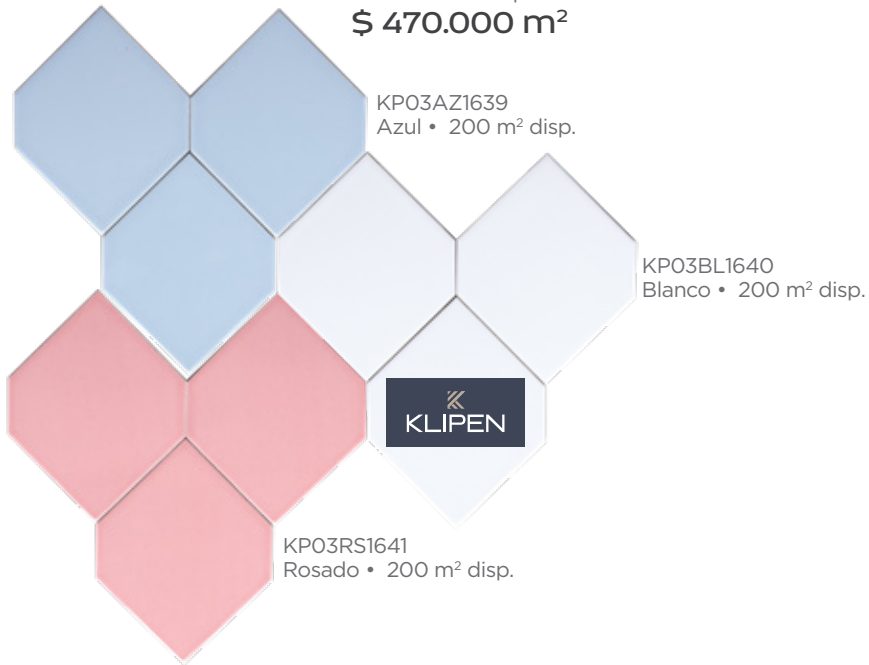 $ 470.000 m²
KP03AZ1639
Azul • 200 m² disp.
KP03BL1640
Blanco • 200 m² disp.
KLIPEN
KP03RS1641
Rosado • 200 m² disp.